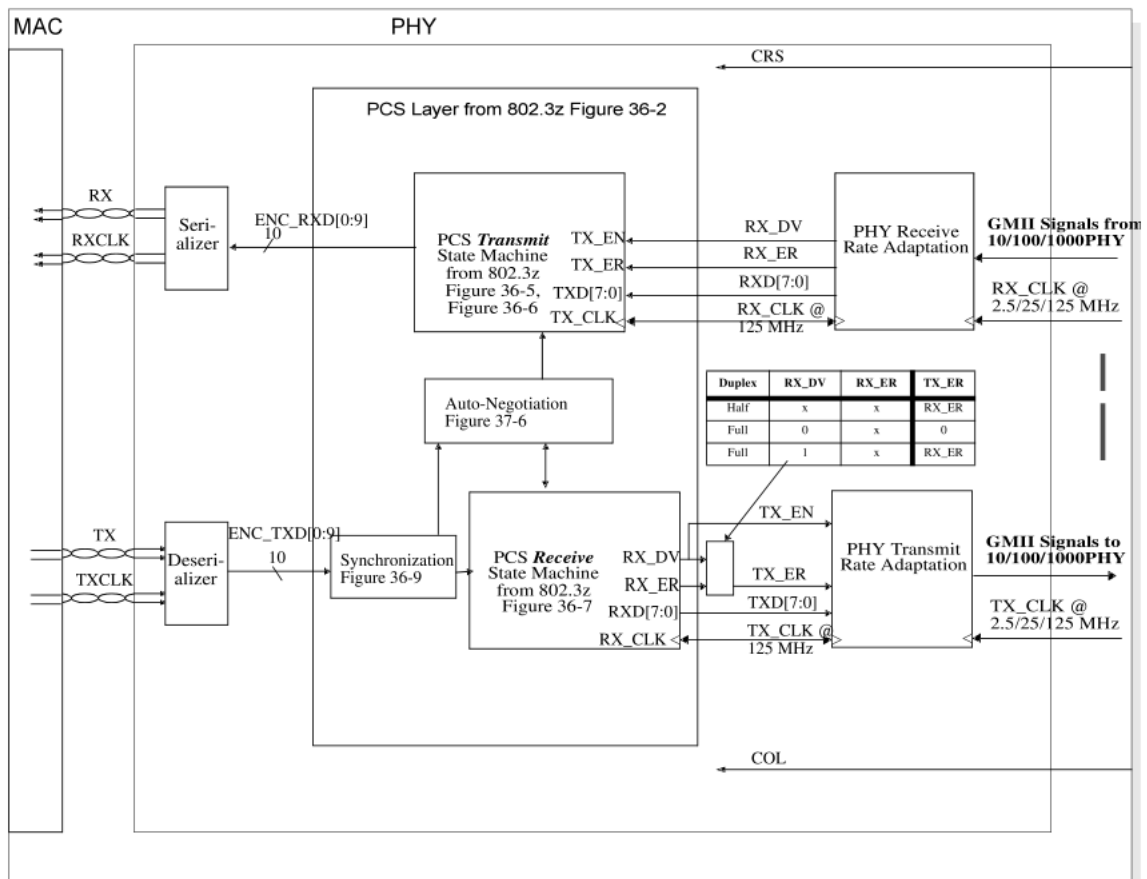 MAC
PHY
CRS
PCS Layer from 802.3z Figure 36-2
RX
RXCLK
Seri-
alizer
ENC_RXD[0:9]
10
PCS Transmit
State Machine
from 802.3z
Figure 36-5,
Figure 36-6
TX_EN
TX_ER
TXD[7:0]
TX_CLK
RX_DV
RX_ER
RXD[7:0]
RX_CLK @
125 MHz
PHY Receive
Rate Adaptation
GMII Signals from
10/100/1000PHY
RX_CLK @
2.5/25/125 MHz
Auto-Negotiation
Figure 37-6
Duplex RX_DV RX_ER TX_ER
Half x x RX_ER
Full 0 x 0
Full 1 x RX_ER
TX
TXCLK
Deseri-
alizer
ENC_TXD[0:9]
10
Synchronization
Figure 36-9
PCS Receive
State Machine
from 802.3z
Figure 36-7
RX_DV
RX_ER
RXD[7:0]
RX_CLK
TX_EN
TX_ER
TXD[7:0]
TX_CLK @
125 MHz
PHY Transmit
Rate Adaptation
GMII Signals to
10/100/1000PHY
TX_CLK @
2.5/25/125 MHz
COL